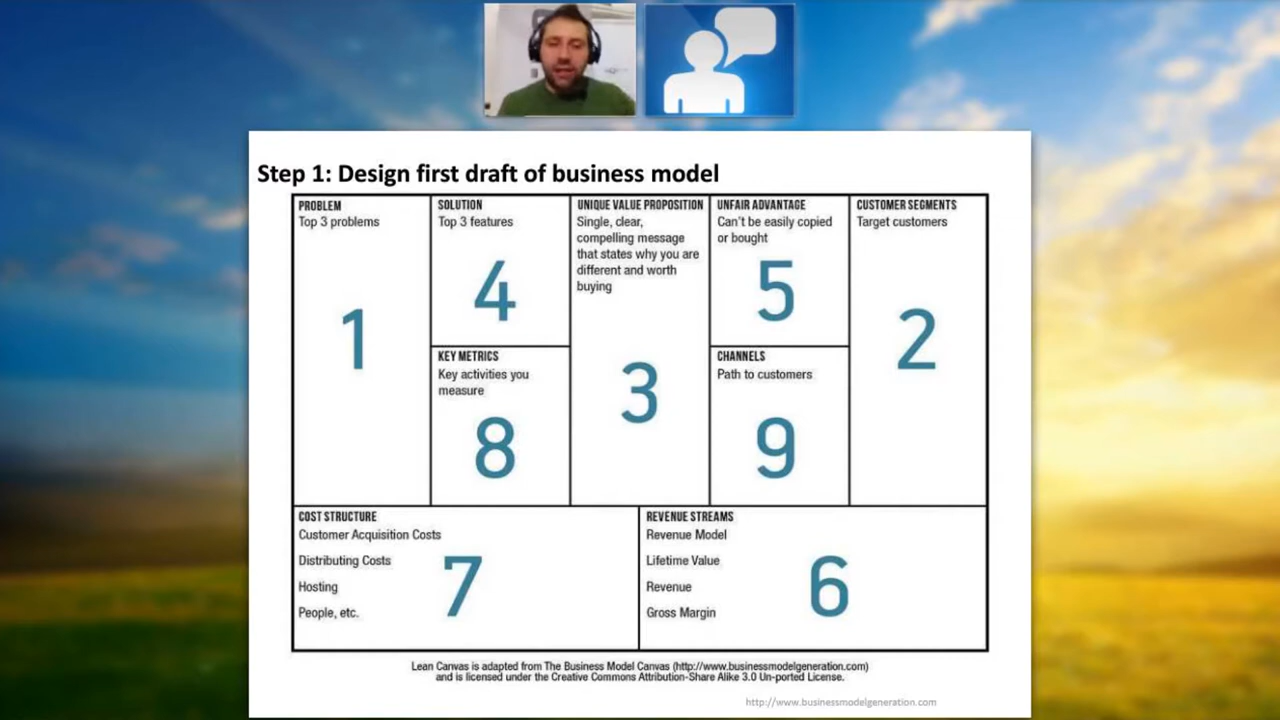 Step 1: Design first draft of business model
PROBLEM
Top 3 problems
1
SOLUTION
Top 3 features
4
KEY METRICS
Key activities you
measure
8
UNIQUE VALUE PROPOSITION
Single, clear,
compelling message
that states why you are
different and worth
buying
3
UNFAIR ADVANTAGE
Can't be easily copied
or bought
5
CHANNELS
Path to customers
9
CUSTOMER SEGMENTS
Target customers
2
COST STRUCTURE
Customer Acquisition Costs
Distributing Costs
Hosting
People, etc.
7
REVENUE STREAMS
Revenue Model
Lifetime Value
Revenue
Gross Margin
6
Lean Canvas is adapted from The Business Model Canvas (http://www.businessmodelgeneration.com)
and is licensed under the Creative Commons Attribution-Share Alike 3.0 Un-ported License.
http://www.businessmodelgeneration.com